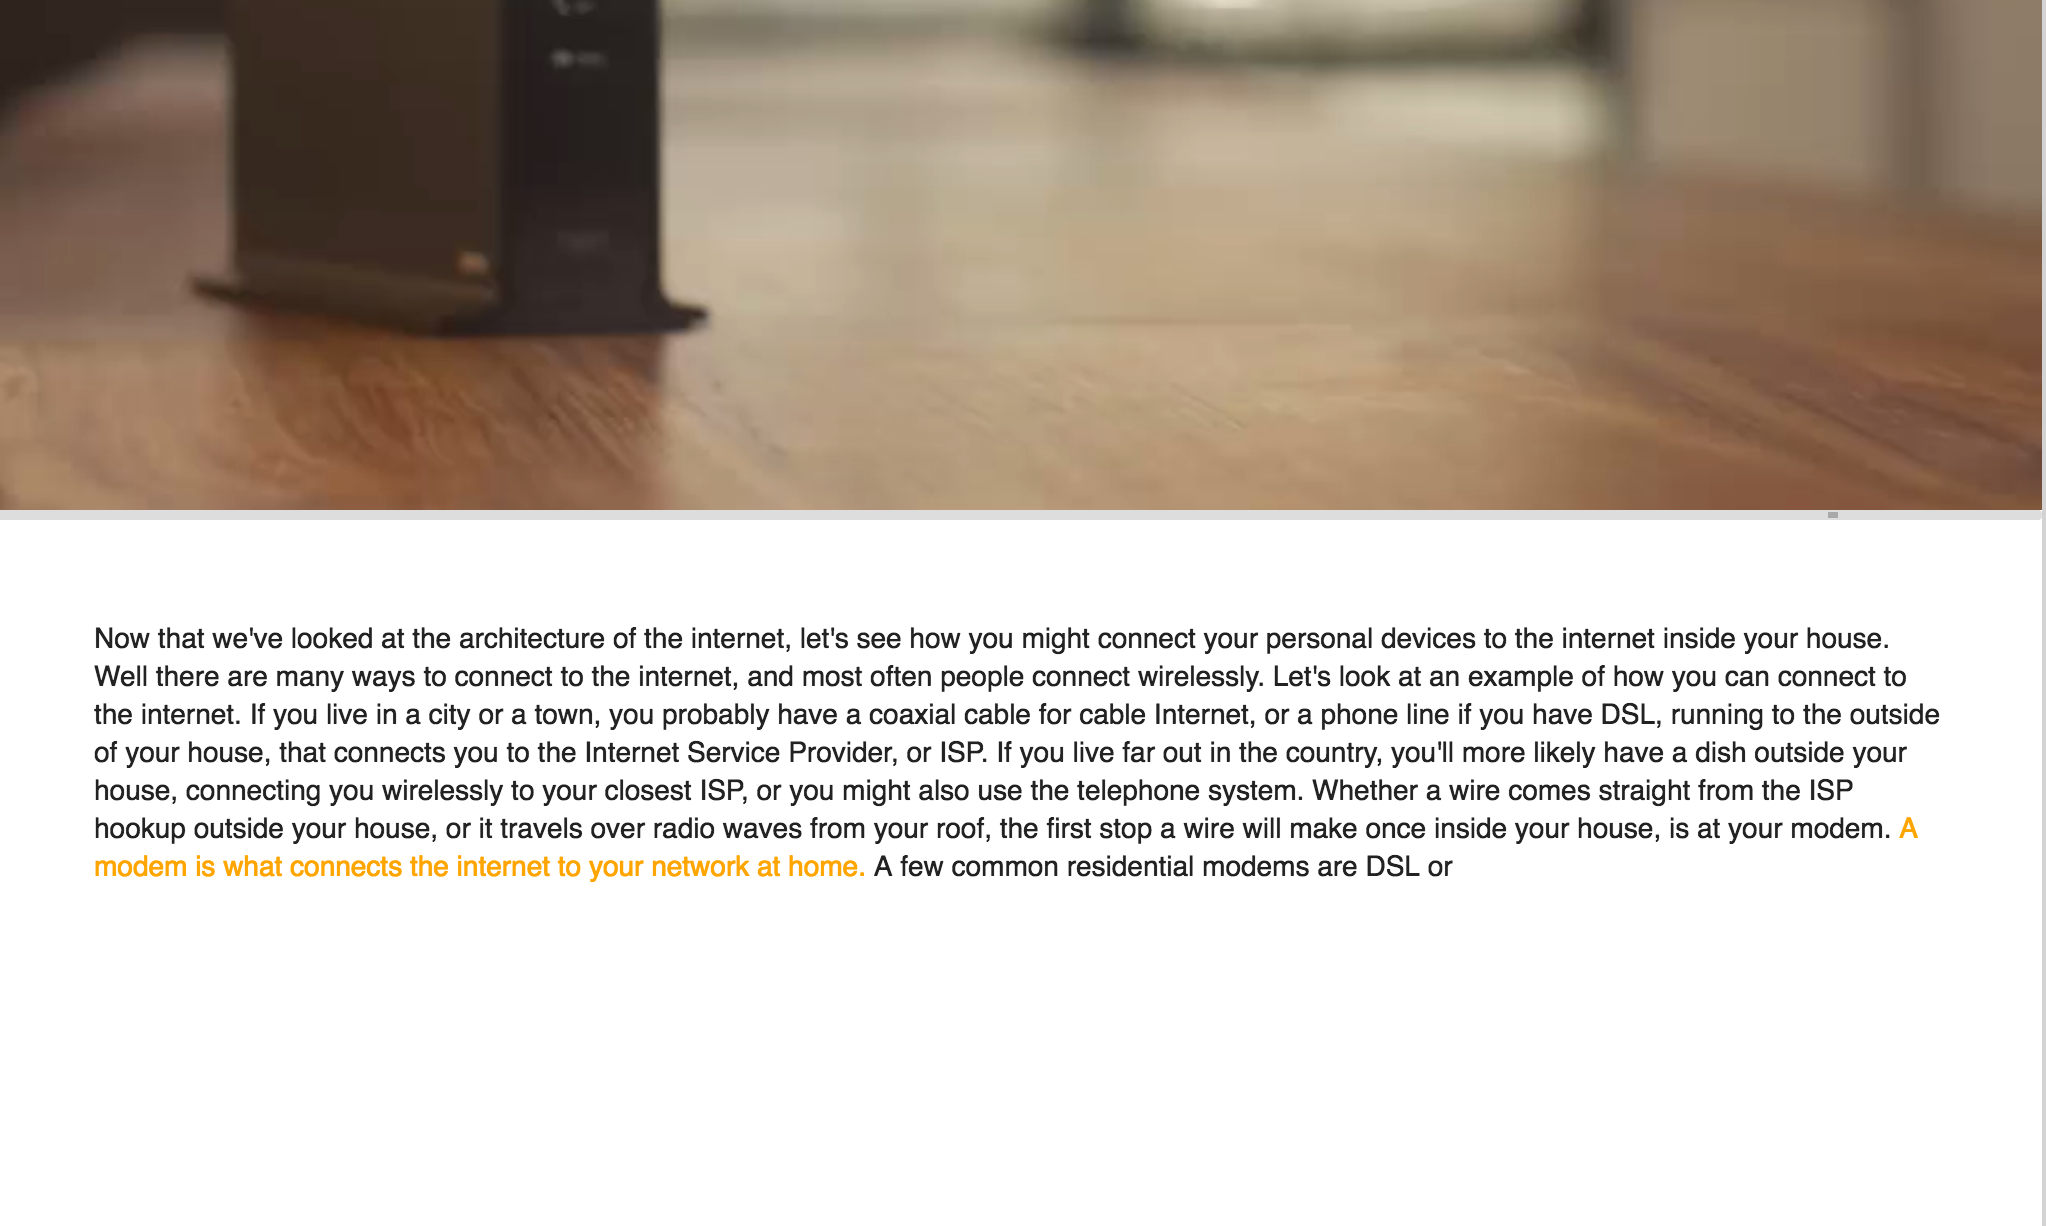 Now that we've looked at the architecture of the internet, let's see how you might connect your personal devices to the internet inside your house.
Well there are many ways to connect to the internet, and most often people connect wirelessly. Let's look at an example of how you can connect to
the internet. If you live in a city or a town, you probably have a coaxial cable for cable Internet, or a phone line if you have DSL, running to the outside
of your house, that connects you to the Internet Service Provider, or ISP. If you live far out in the country, you'll more likely have a dish outside your
house, connecting you wirelessly to your closest ISP, or you might also use the telephone system. Whether a wire comes straight from the ISP
hookup outside your house, or it travels over radio waves from your roof, the first stop a wire will make once inside your house, is at your modem. A
modem is what connects the internet to your network at home. A few common residential modems are DSL or